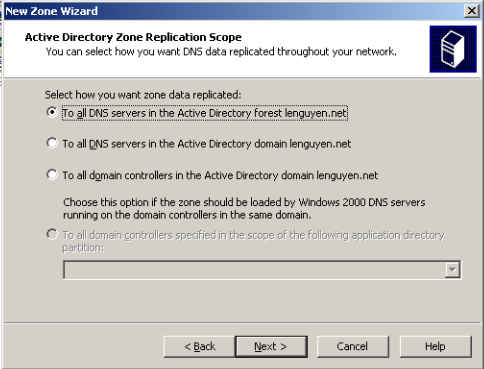 New Zone Wizard
Active Directory Zone Replication Scope
You can select how you want DNS data replicated throughout your network.
Select how you want zone data replicated:
To all DNS servers in the Active Directory forest lenguyen.net
To all DNS servers in the Active Directory domain lenguyen.net
To all domain controllers in the Active Directory domain lenguyen.net
Choose this option if the zone should be loaded by Windows 2000 DNS servers
running on the domain controllers in the same domain.
To all domain controllers specified in the scope of the following application directory
partition:
< Back
Next >
Cancel
Help